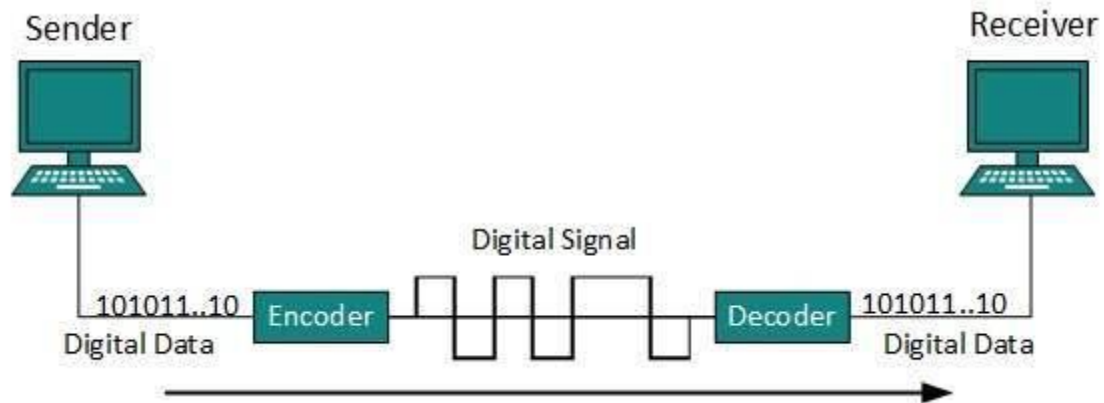 Sender
Receiver
Digital Signal
101011..10
Encoder
Decoder
101011..10
Digital Data
Digital Data